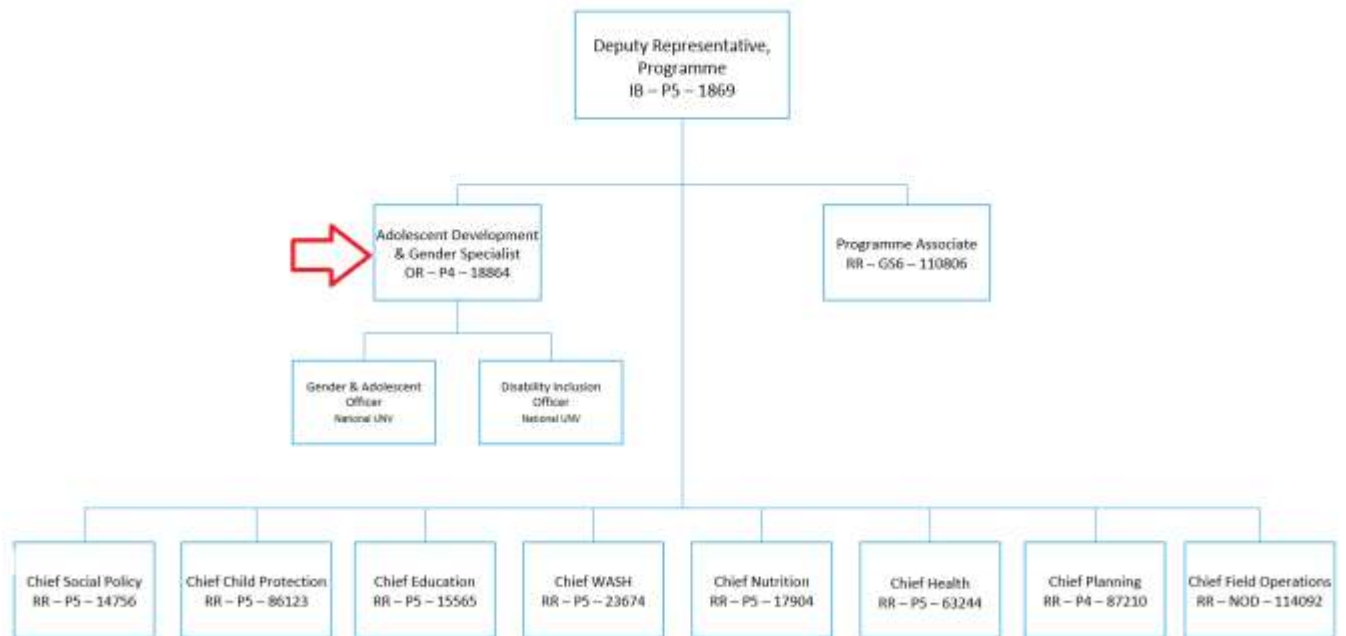 Deputy Representative,
Programme
IB – P5 – 1869
Adolescent Development
& Gender Specialist
OR – P4 – 18864
Programme Associate
RR – GS6 – 110806
Gender & Adolescent
Officer
National UNV
Disability Inclusion
Officer
National UNV
Chief Social Policy
RR – P5 – 14756
Chief Child Protection
RR – P5 – 86123
Chief Education
RR – P5 – 15565
Chief WASH
RR – P5 – 23674
Chief Nutrition
RR – P5 – 17904
Chief Health
RR – P5 – 63244
Chief Planning
RR – P4 – 87210
Chief Field Operations
RR – NOD – 114092